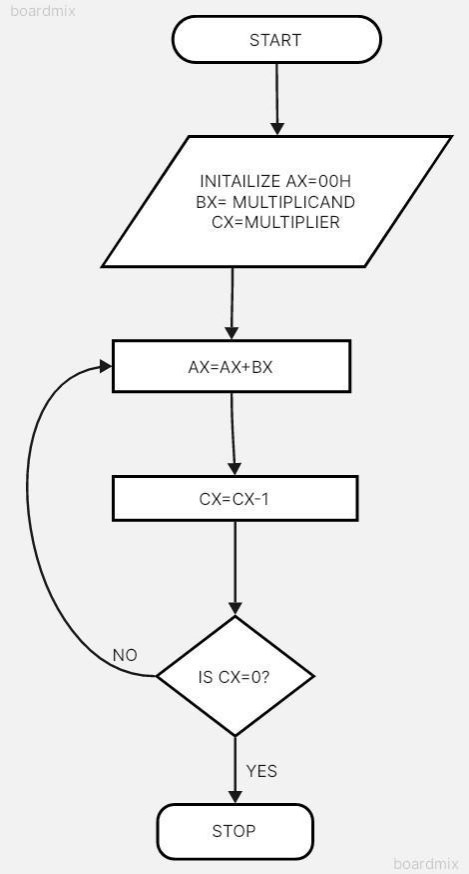 boardmix
START
INITAILIZE AX=00H
BX= MULTIPLICAND
CX=MULTIPLIER
AX=AX+BX
CX=CX-1
NO
IS CX=0?
YES
STOP
boardmix